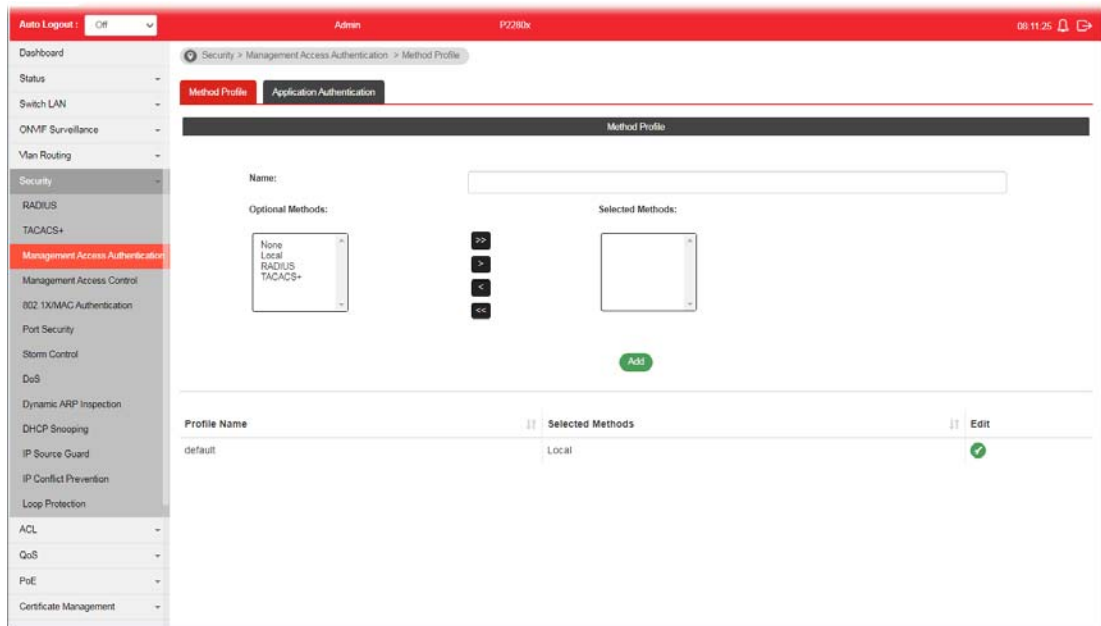 Auto Logout : Off Admin P2280x 08:11:25
Dashboard
Status
Switch LAN
ONVIF Surveillance
Vlan Routing
Security
RADIUS
TACACS+
Management Access Authentication
Management Access Control
802.1X/MAC Authentication
Port Security
Storm Control
DoS
Dynamic ARP Inspection
DHCP Snooping
IP Source Guard
IP Conflict Prevention
Loop Protection
ACL
QoS
PoE
Certificate Management
Security > Management Access Authentication > Method Profile
Method Profile Application Authentication
Method Profile
Name:
Optional Methods: Selected Methods:
None
Local
RADIUS
TACACS+
>>
>
<
<<
Add
Profile Name Selected Methods Edit
default Local